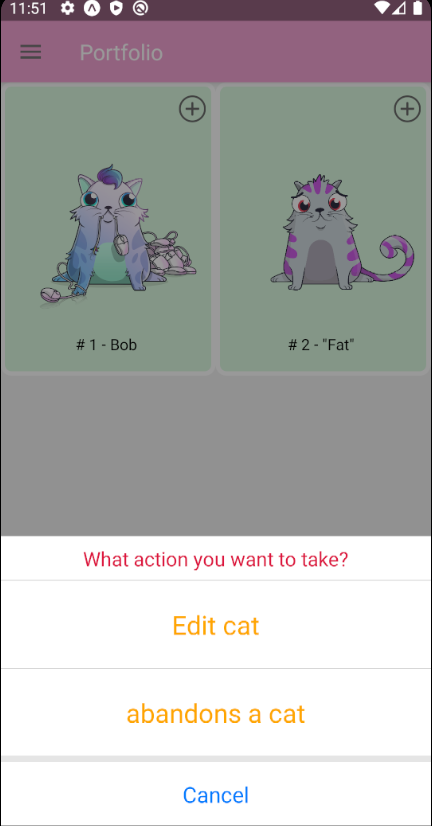 11:51
Portfolio
# 1 - Bob
# 2 - "Fat"
What action you want to take?
Edit cat
abandons a cat
Cancel